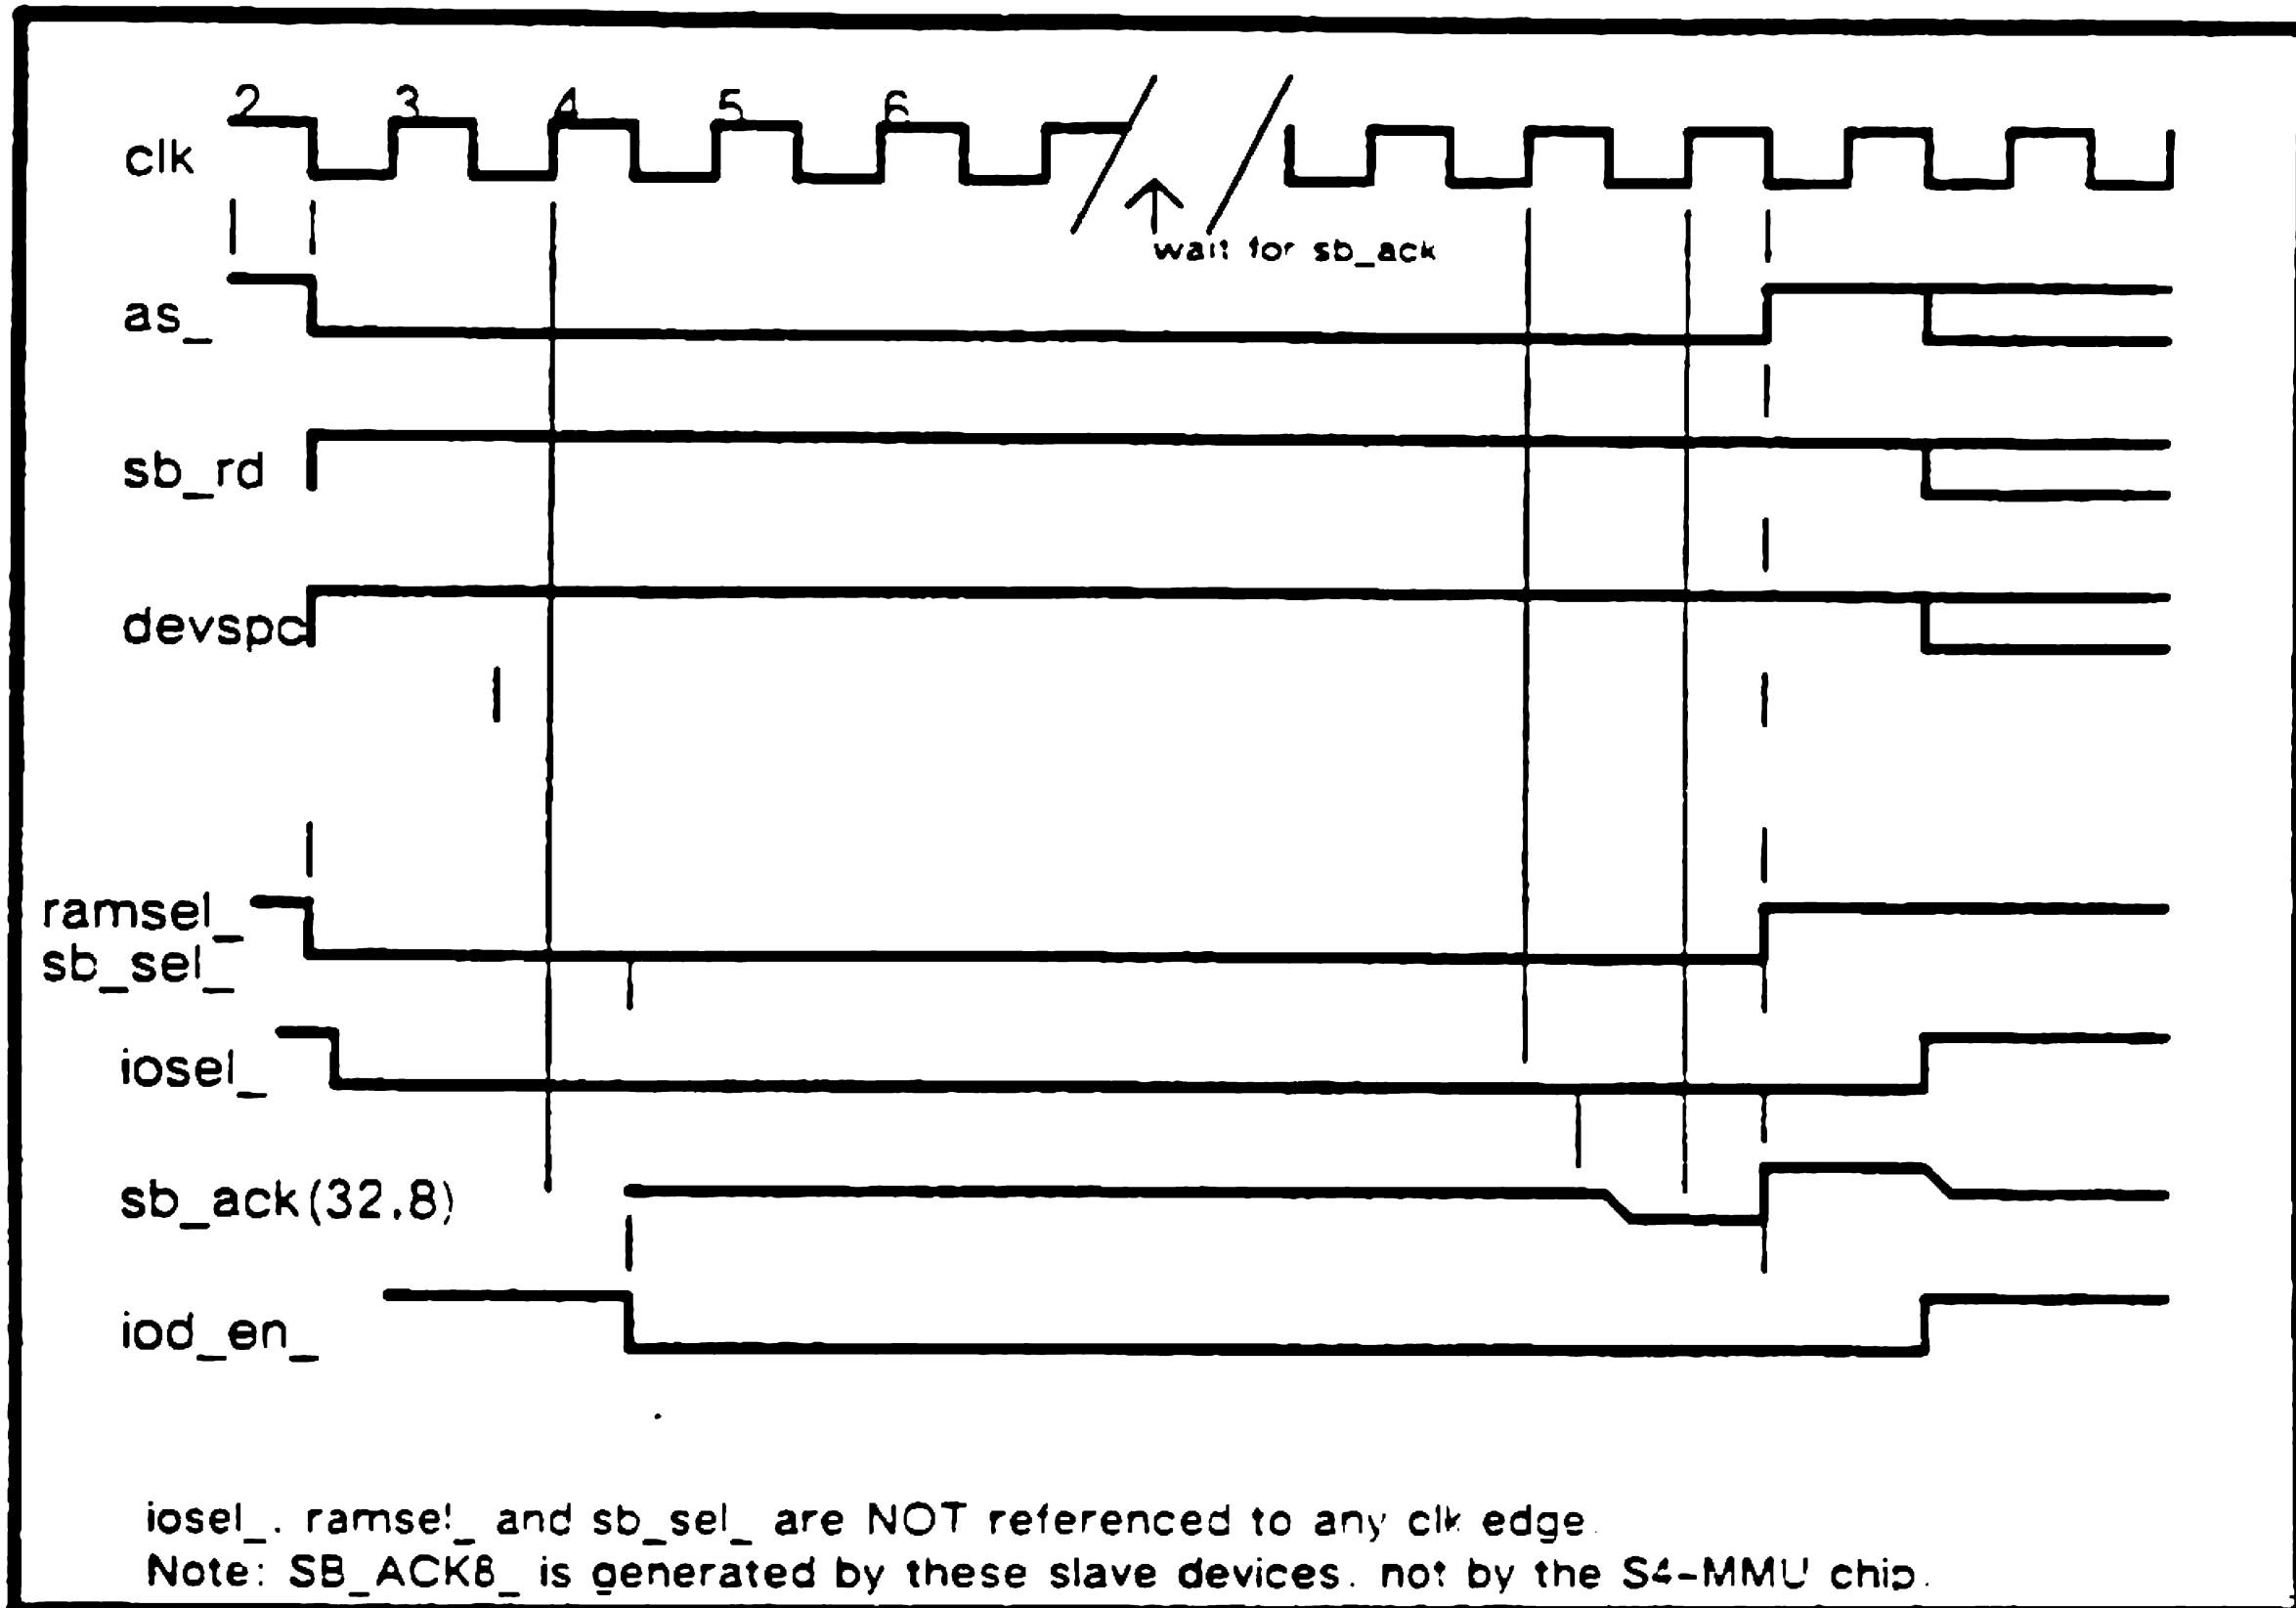 2 3 4 5 6
clk
wait for sb_ack
as_
sb_rd
devspc
ramsel_
sb_sel_
iosel_
sb_ack(32,8)
iod_en_
iosel_. ramsel_ and sb_sel_ are NOT referenced to any clk edge.
Note: SB_ACK8_ is generated by these slave devices. not by the S4-MMU chip.